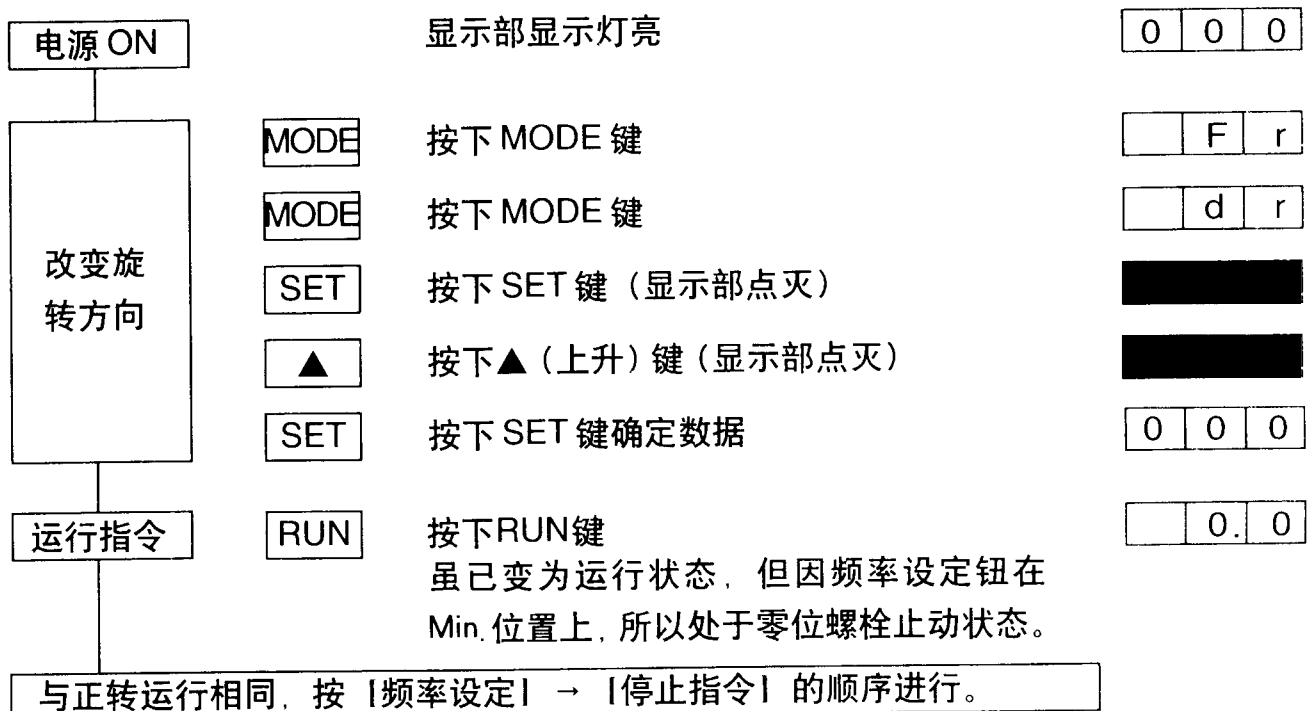 电源 ON 显示部显示灯亮 0 0 0
MODE 按下 MODE 键 F r
MODE 按下 MODE 键 d r
改变旋
转方向
SET 按下 SET 键（显示部点灭）
▲ 按下▲（上升）键（显示部点灭）
SET 按下 SET 键确定数据 0 0 0
运行指令 RUN 按下RUN键 0. 0
虽已变为运行状态，但因频率设定钮在
Min.位置上，所以处于零位螺栓止动状态。
与正转运行相同，按［频率设定］→［停止指令］的顺序进行。